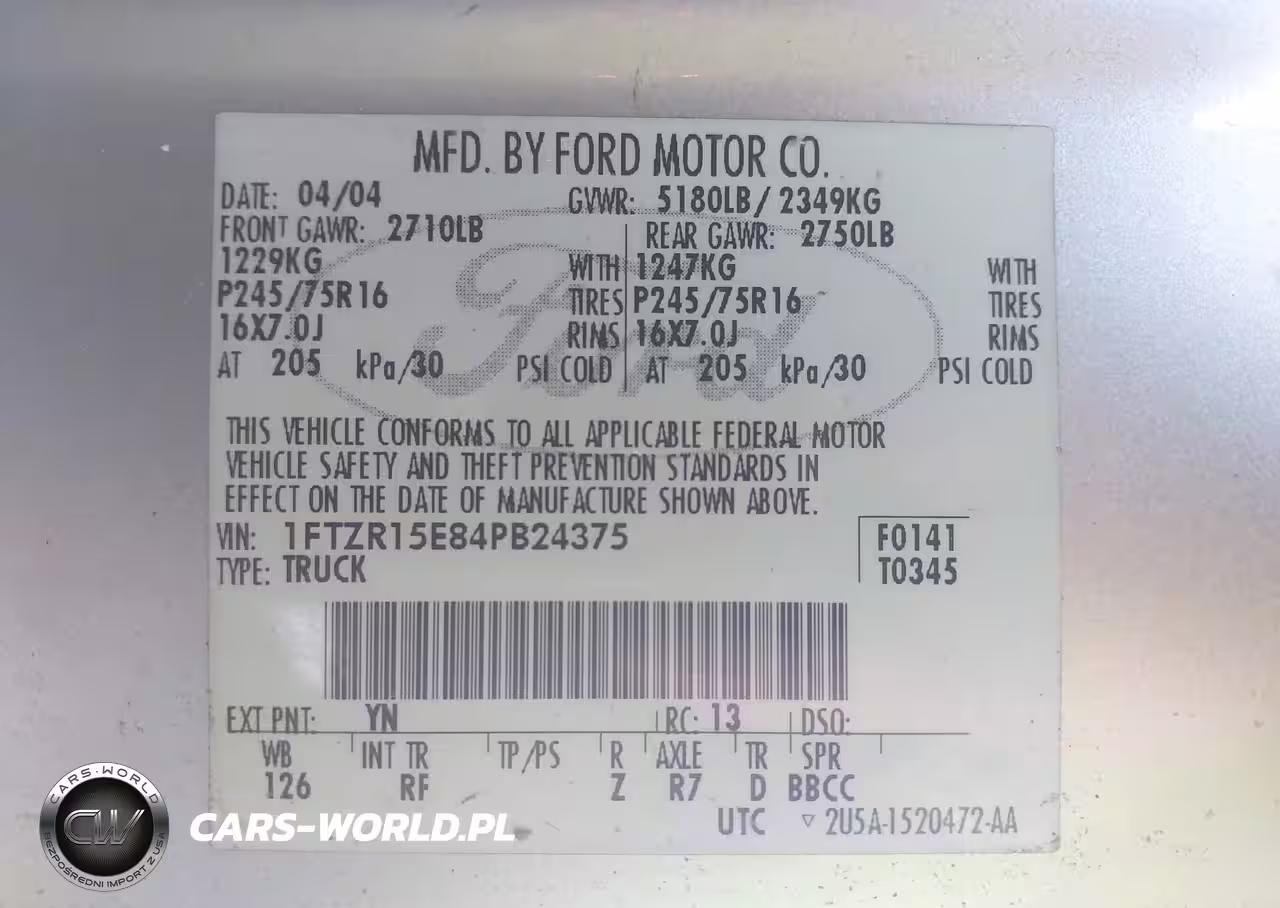 MFD. BY FORD MOTOR CO.
DATE: 04/04 GVWR: 5180LB/ 2349KG
FRONT GAWR: 2710LB REAR GAWR: 2750LB
1229KG WITH 1247KG WITH
P245/75R16 TIRES P245/75R16 TIRES
16X7.0J RIMS 16X7.0J RIMS
AT 205 kPa/30 PSI COLD AT 205 kPa/30 PSI COLD
Ford
THIS VEHICLE CONFORMS TO ALL APPLICABLE FEDERAL MOTOR
VEHICLE SAFETY AND THEFT PREVENTION STANDARDS IN
EFFECT ON THE DATE OF MANUFACTURE SHOWN ABOVE.
VIN: 1FTZR15E84PB24375 F0141
TYPE: TRUCK T0345
EXT PNT: YN RC: 13 DSO:
WB INT TR TP/PS R AXLE TR SPR
126 RF Z R7 D BBCC
UTC ▽ 2U5A-1520472-AA
CARS-WORLD
CW
BEZPOŚREDNI IMPORT Z USA
CARS-WORLD.PL